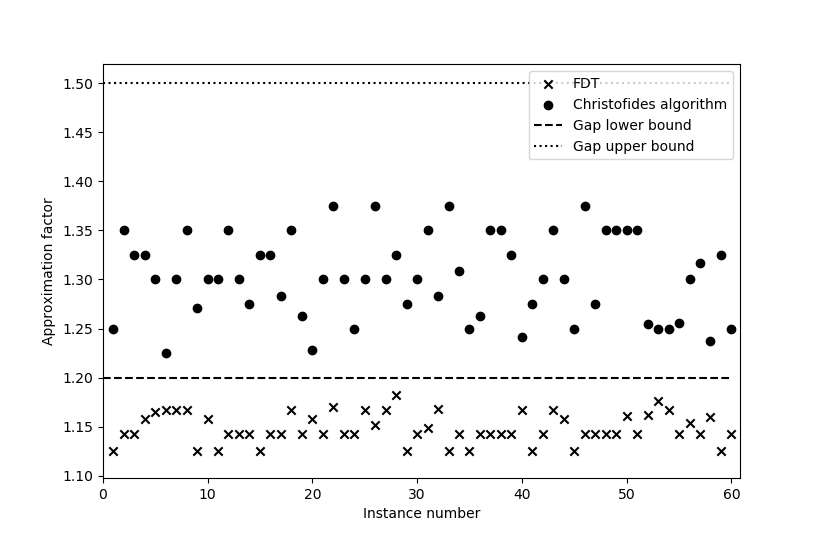 FDT
Christofides algorithm
Gap lower bound
Gap upper bound
Approximation factor
1.50
1.45
1.40
1.35
1.30
1.25
1.20
1.15
1.10
0 10 20 30 40 50 60
Instance number